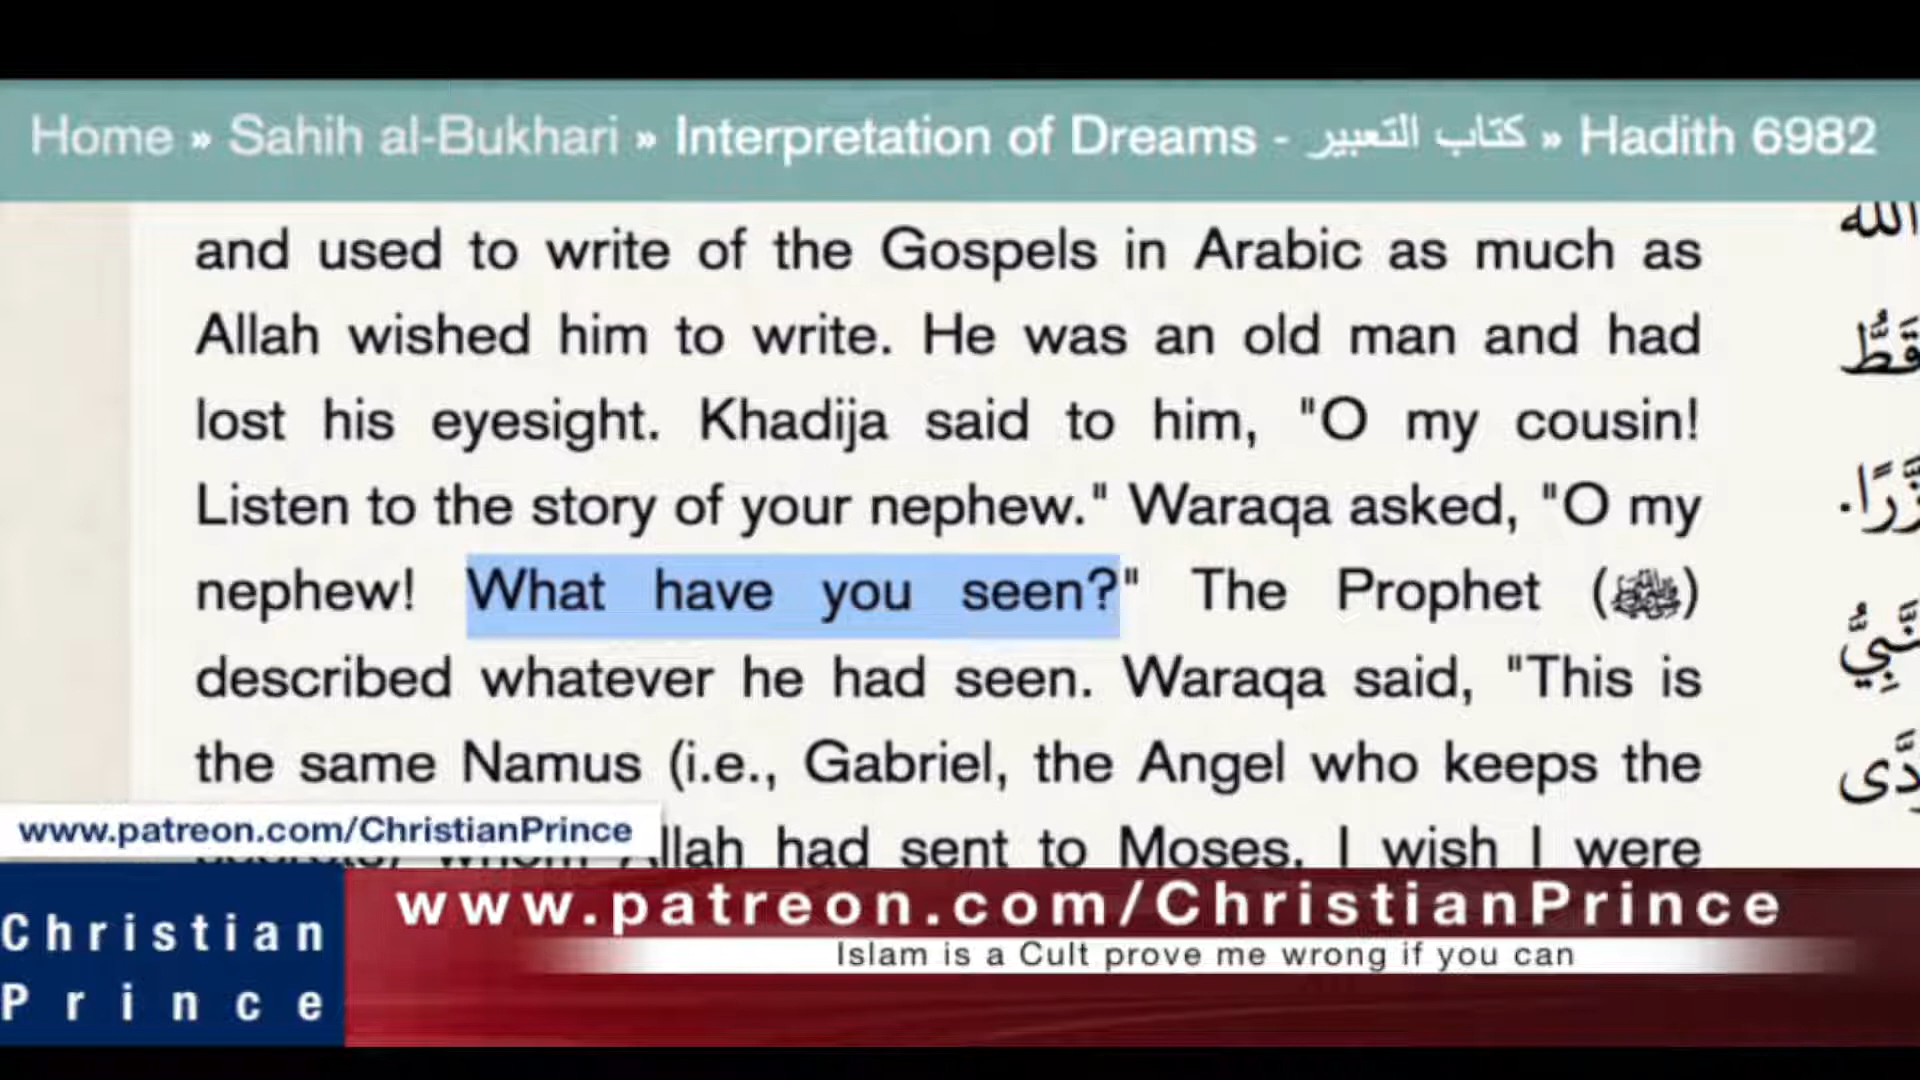 Home » Sahih al-Bukhari » Interpretation of Dreams - كتاب التعبير » Hadith 6982
and used to write of the Gospels in Arabic as much as
Allah wished him to write. He was an old man and had
lost his eyesight. Khadija said to him, "O my cousin!
Listen to the story of your nephew." Waraqa asked, "O my
nephew! What have you seen?" The Prophet (ﷺ)
described whatever he had seen. Waraqa said, "This is
the same Namus (i.e., Gabriel, the Angel who keeps the
whom Allah had sent to Moses. I wish I were
www.patreon.com/ChristianPrince
Christian
Prince
www.patreon.com/ChristianPrince
Islam is a Cult prove me wrong if you can